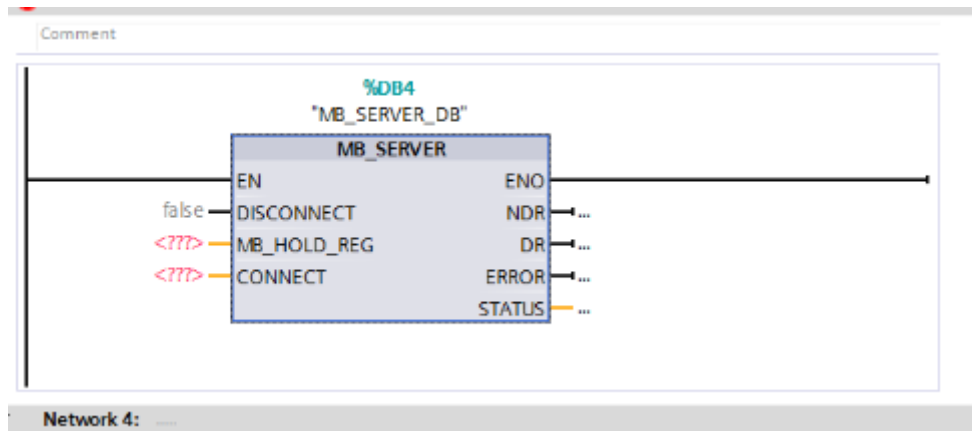 Comment
%DB4
"MB_SERVER_DB"
MB_SERVER
EN ENO
false DISCONNECT NDR ...
<???> MB_HOLD_REG DR ...
<???> CONNECT ERROR ...
STATUS ...
Network 4: .....